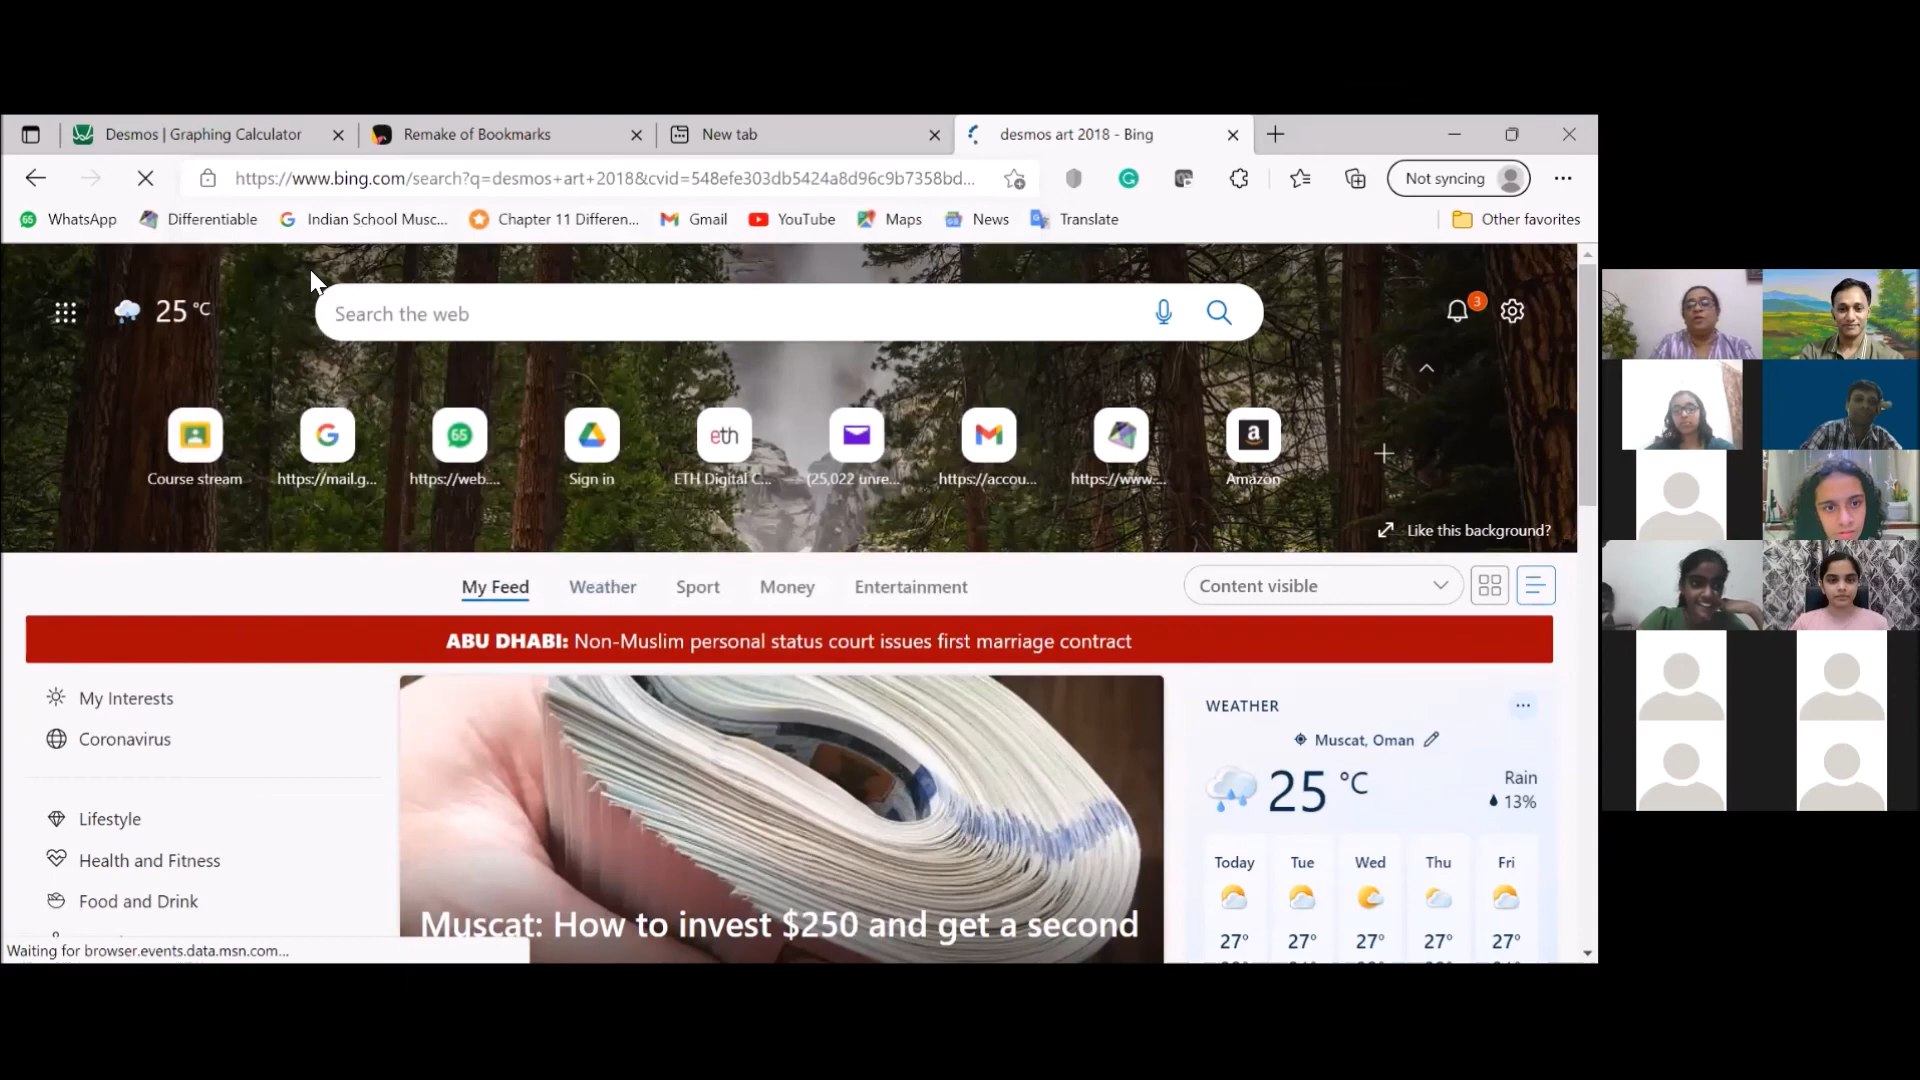 Desmos | Graphing Calculator
Remake of Bookmarks
New tab
desmos art 2018 - Bing
https://www.bing.com/search?q=desmos+art+2018&cvid=548efe303db5424a8d96c9b7358bd...
Not syncing
65 WhatsApp
Differentiable
Indian School Musc...
Chapter 11 Differen...
Gmail
YouTube
Maps
News
Translate
Other favorites
25 °C
Search the web
3
65
eth
a
Course stream
https://mail.g...
https://web....
Sign in
ETH Digital C...
(25,022 unre...
https://accou...
https://www....
Amazon
Like this background?
My Feed
Weather
Sport
Money
Entertainment
Content visible
ABU DHABI: Non-Muslim personal status court issues first marriage contract
My Interests
Coronavirus
Lifestyle
Health and Fitness
Food and Drink
Muscat: How to invest $250 and get a second
WEATHER
Muscat, Oman
25 °C
Rain
13%
Today Tue Wed Thu Fri
27° 27° 27° 27° 27°
Waiting for browser.events.data.msn.com...